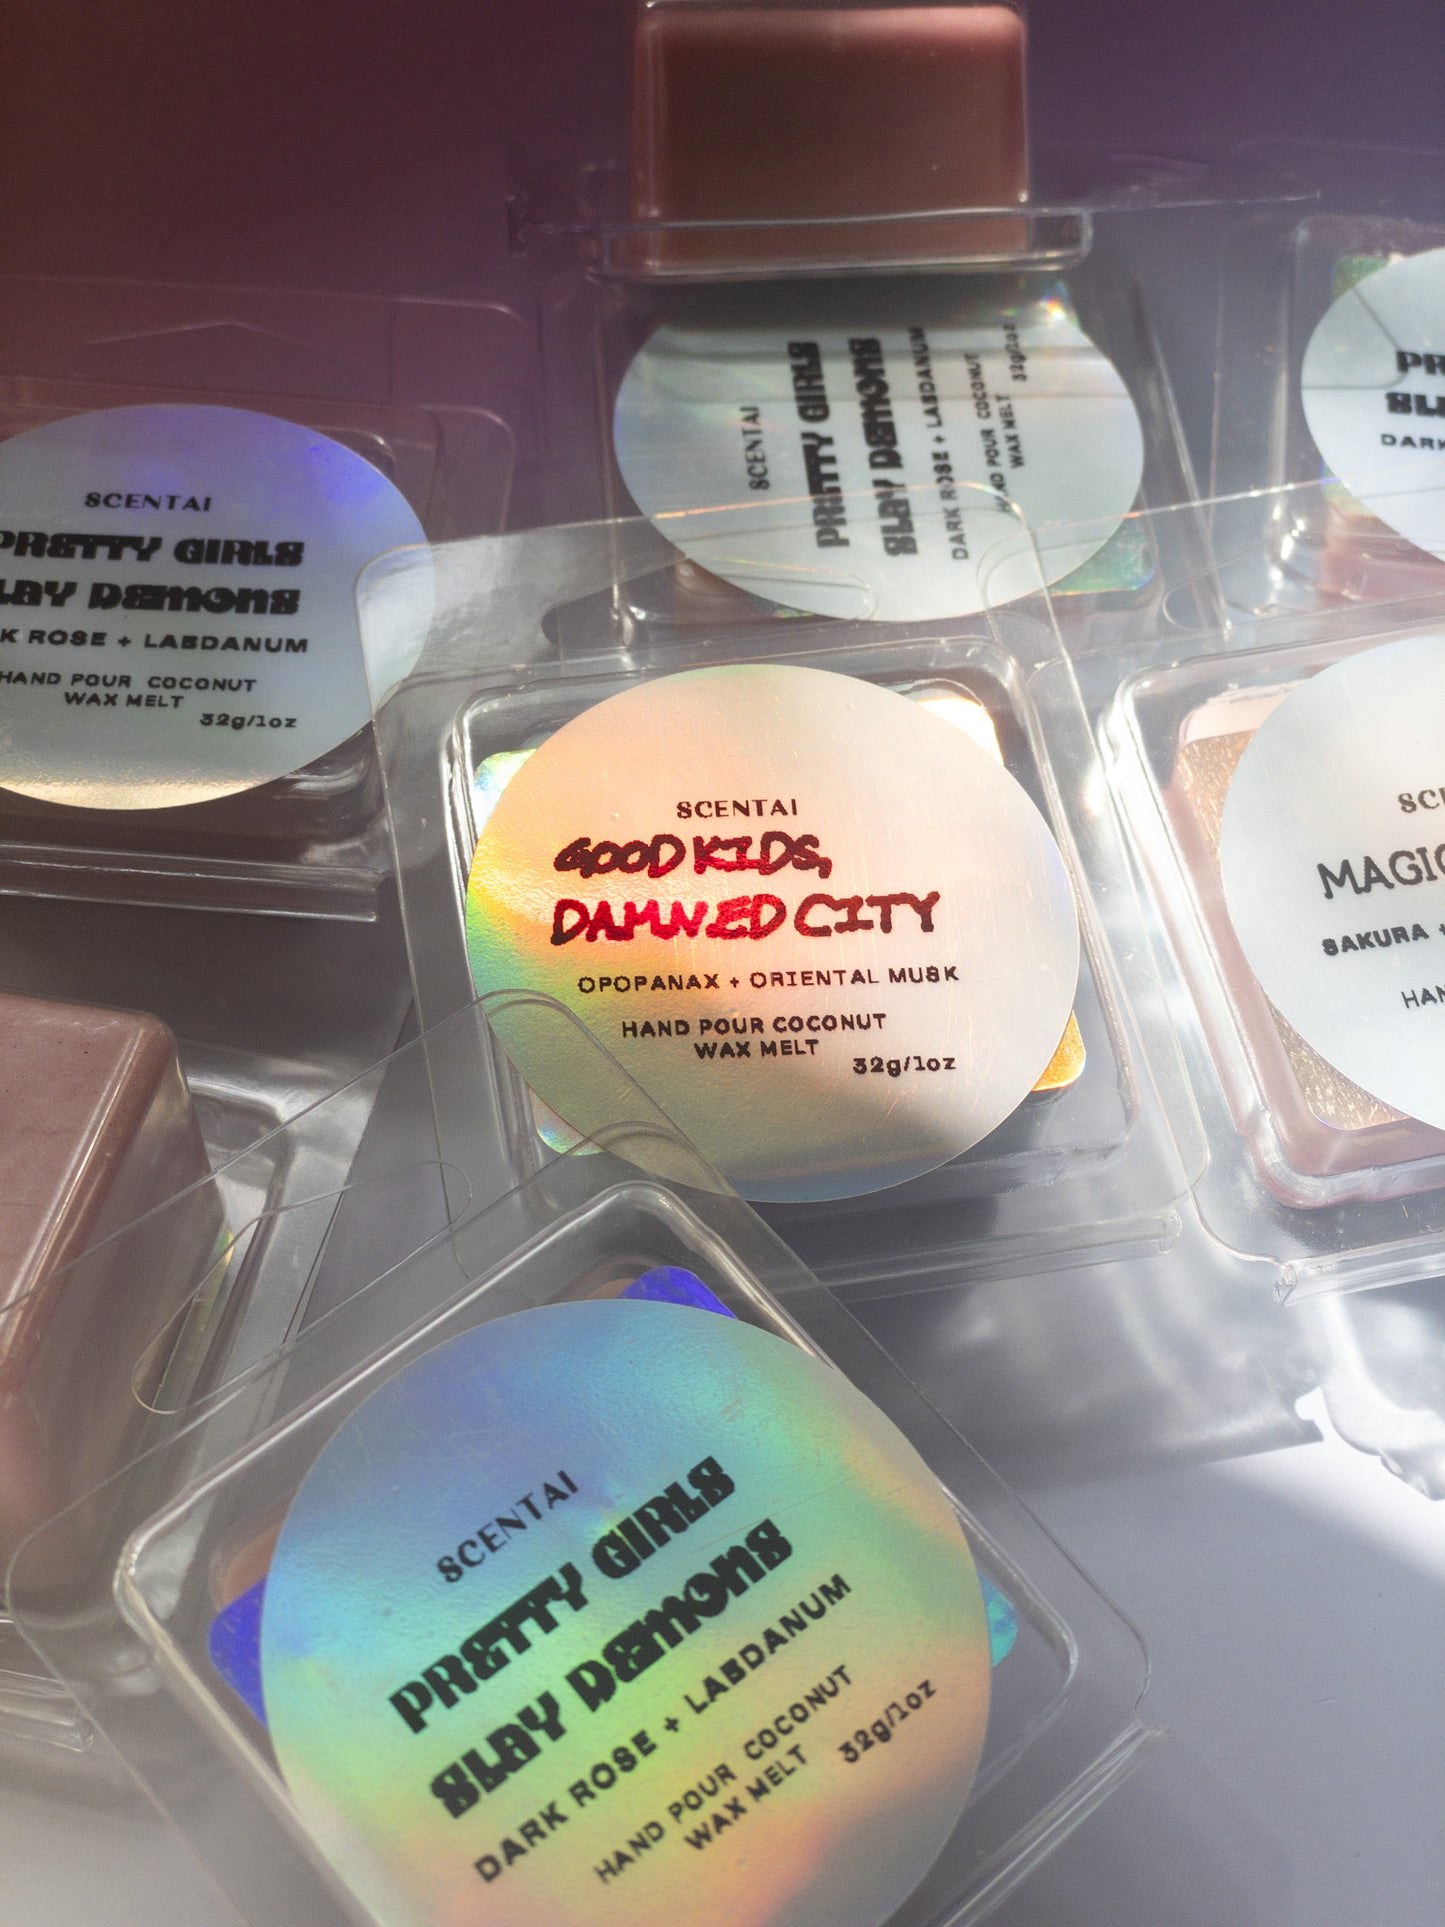 SCENTAI
PRETTY GIRLS
SLAY DEMONS
DARK ROSE + LABDANUM
HAND POUR COCONUT
WAX MELT
32g/1oz
DARK
SCENTAI
PRETTY GIRLS
DEMONS
ROSE + LABDANUM
HAND POUR COCONUT
WAX MELT
32g/1oz
SCENTAI
GOOD KIDS,
DAMNED CITY
OPOPANAX + ORIENTAL MUSK
HAND POUR COCONUT
WAX MELT
32g/1oz
SAKURA +
SCENTAI
PRETTY GIRLS
SLAY DEMONS
DARK ROSE + LABDANUM
HAND POUR COCONUT
WAX MELT
32g/1oz